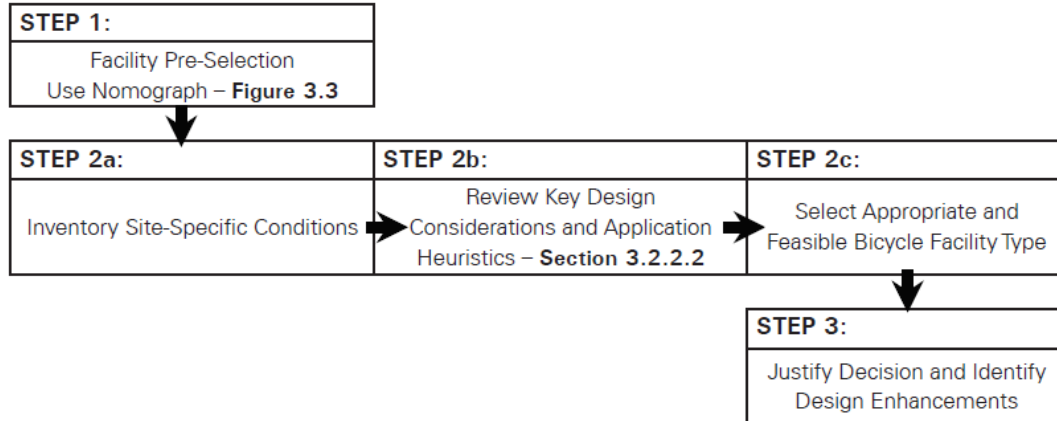 STEP 1:
Facility Pre-Selection
Use Nomograph – Figure 3.3
STEP 2a:
Inventory Site-Specific Conditions
STEP 2b:
Review Key Design
Considerations and Application
Heuristics – Section 3.2.2.2
STEP 2c:
Select Appropriate and
Feasible Bicycle Facility Type
STEP 3:
Justify Decision and Identify
Design Enhancements